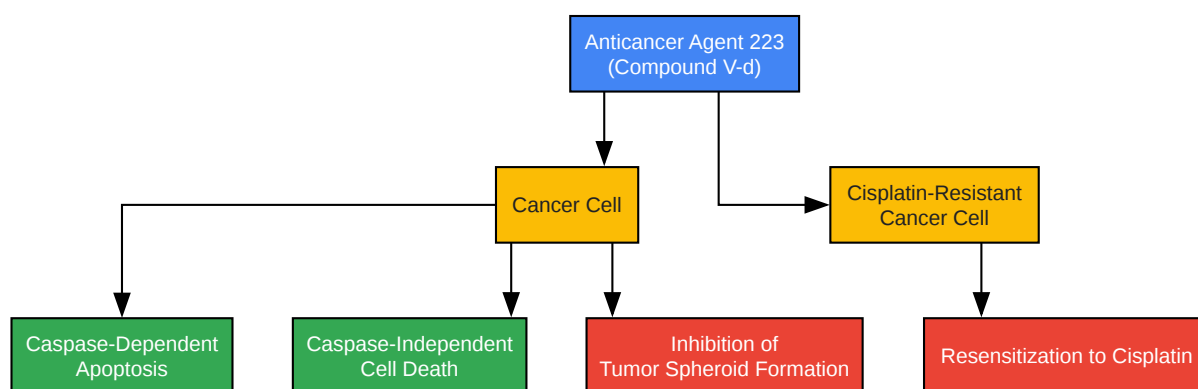 Anticancer Agent 223
(Compound V-d)
Cancer Cell
Cisplatin-Resistant
Cancer Cell
Caspase-Dependent
Apoptosis
Caspase-Independent
Cell Death
Inhibition of
Tumor Spheroid Formation
Resensitization to Cisplatin